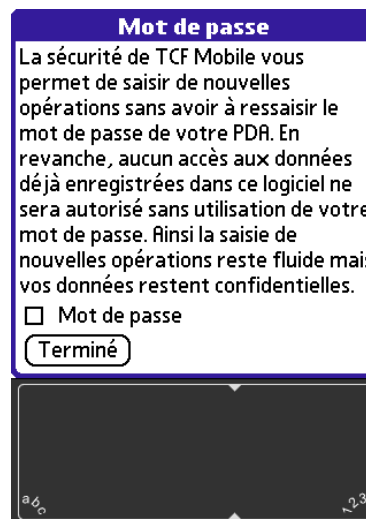 Mot de passe
La sécurité de TCF Mobile vous
permet de saisir de nouvelles
opérations sans avoir à ressaisir le
mot de passe de votre PDA. En
revanche, aucun accès aux données
déjà enregistrées dans ce logiciel ne
sera autorisé sans utilisation de votre
mot de passe. Ainsi la saisie de
nouvelles opérations reste fluide mais
vos données restent confidentielles.
Mot de passe
Terminé
abc
123